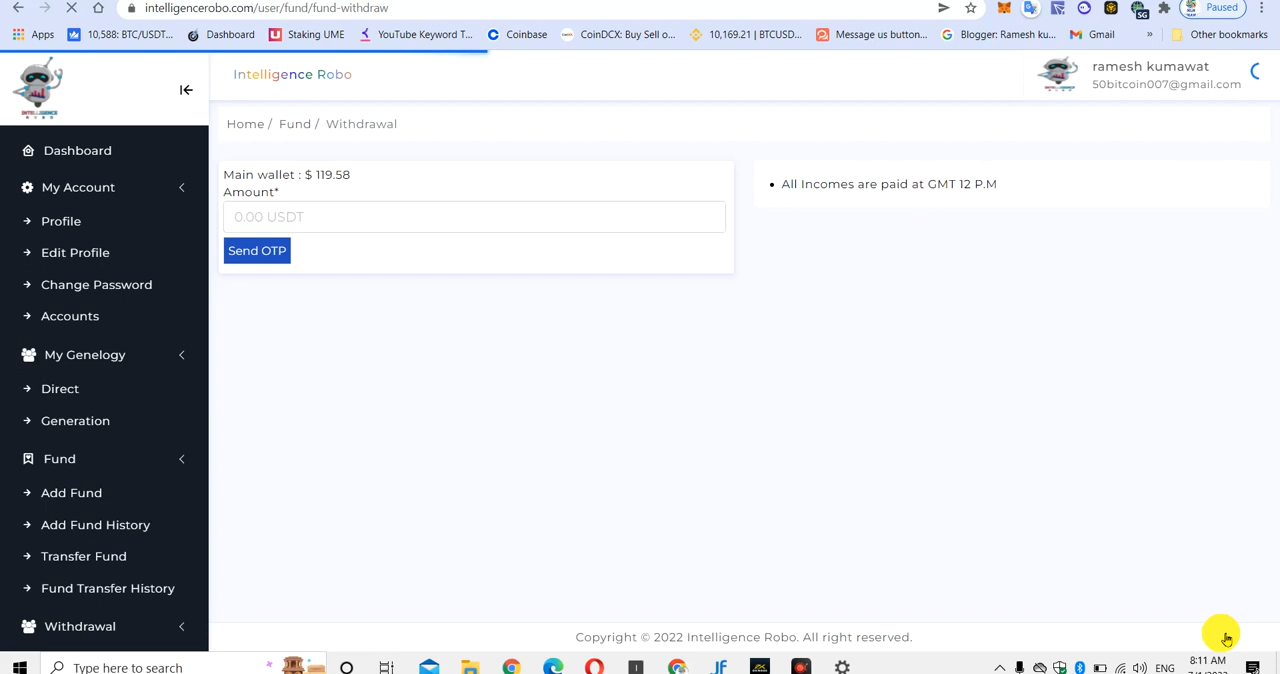 intelligencerobo.com/user/fund/fund-withdraw
SG
Paused
Apps
10,588: BTC/USDT...
Dashboard
Staking UME
YouTube Keyword T...
Coinbase
CoinDCX: Buy Sell o...
10,169.21 | BTCUSD...
Message us button...
Blogger: Ramesh ku...
Gmail
»
Other bookmarks
INTELLIGENCE
Intelligence Robo
ramesh kumawat
50bitcoin007@gmail.com
Home / Fund / Withdrawal
Dashboard
My Account
Profile
Edit Profile
Change Password
Accounts
My Genelogy
Direct
Generation
Fund
Add Fund
Add Fund History
Transfer Fund
Fund Transfer History
Withdrawal
Main wallet : $ 119.58
Amount*
0.00 USDT
Send OTP
• All Incomes are paid at GMT 12 P.M
Copyright © 2022 Intelligence Robo. All right reserved.
Type here to search
JF
ENG
8:11 AM